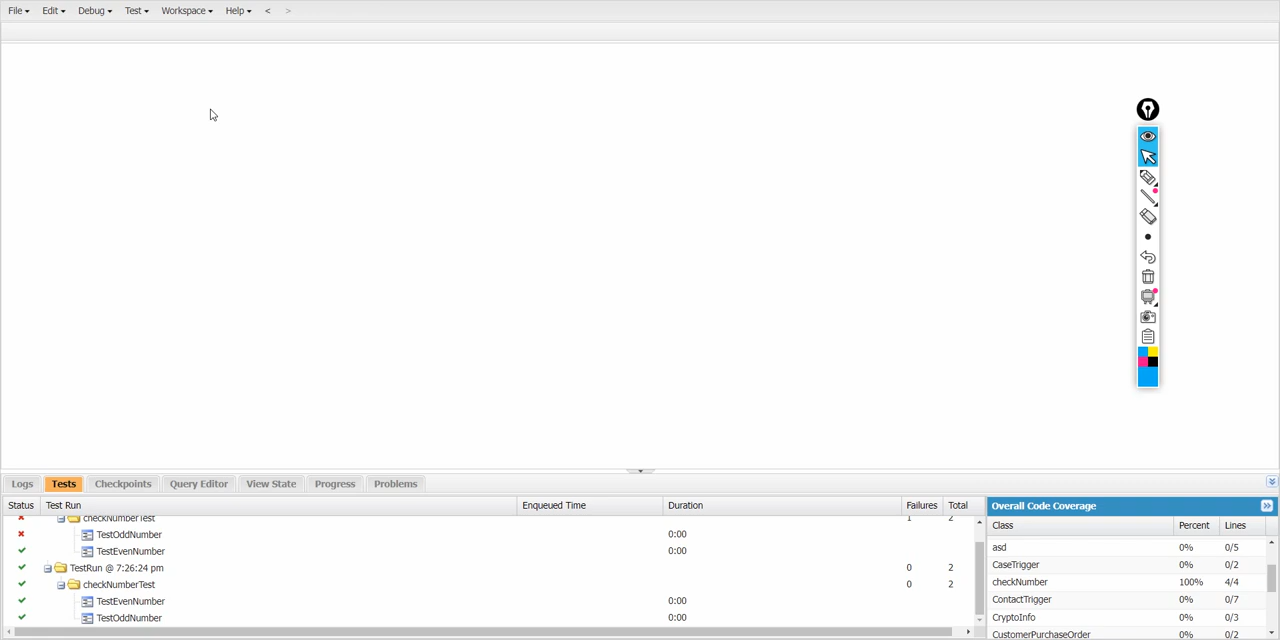 File Edit Debug Test Workspace Help < >
Logs Tests Checkpoints Query Editor View State Progress Problems
Status Test Run Enqueued Time Duration Failures Total
checkNumberTest 1 2
TestOddNumber 0:00
TestEvenNumber 0:00
TestRun @ 7:26:24 pm 0 2
checkNumberTest 0 2
TestEvenNumber 0:00
TestOddNumber 0:00
Overall Code Coverage
Class Percent Lines
asd 0% 0/5
CaseTrigger 0% 0/2
checkNumber 100% 4/4
ContactTrigger 0% 0/7
CryptoInfo 0% 0/3
CustomerPurchaseOrder 0% 0/2